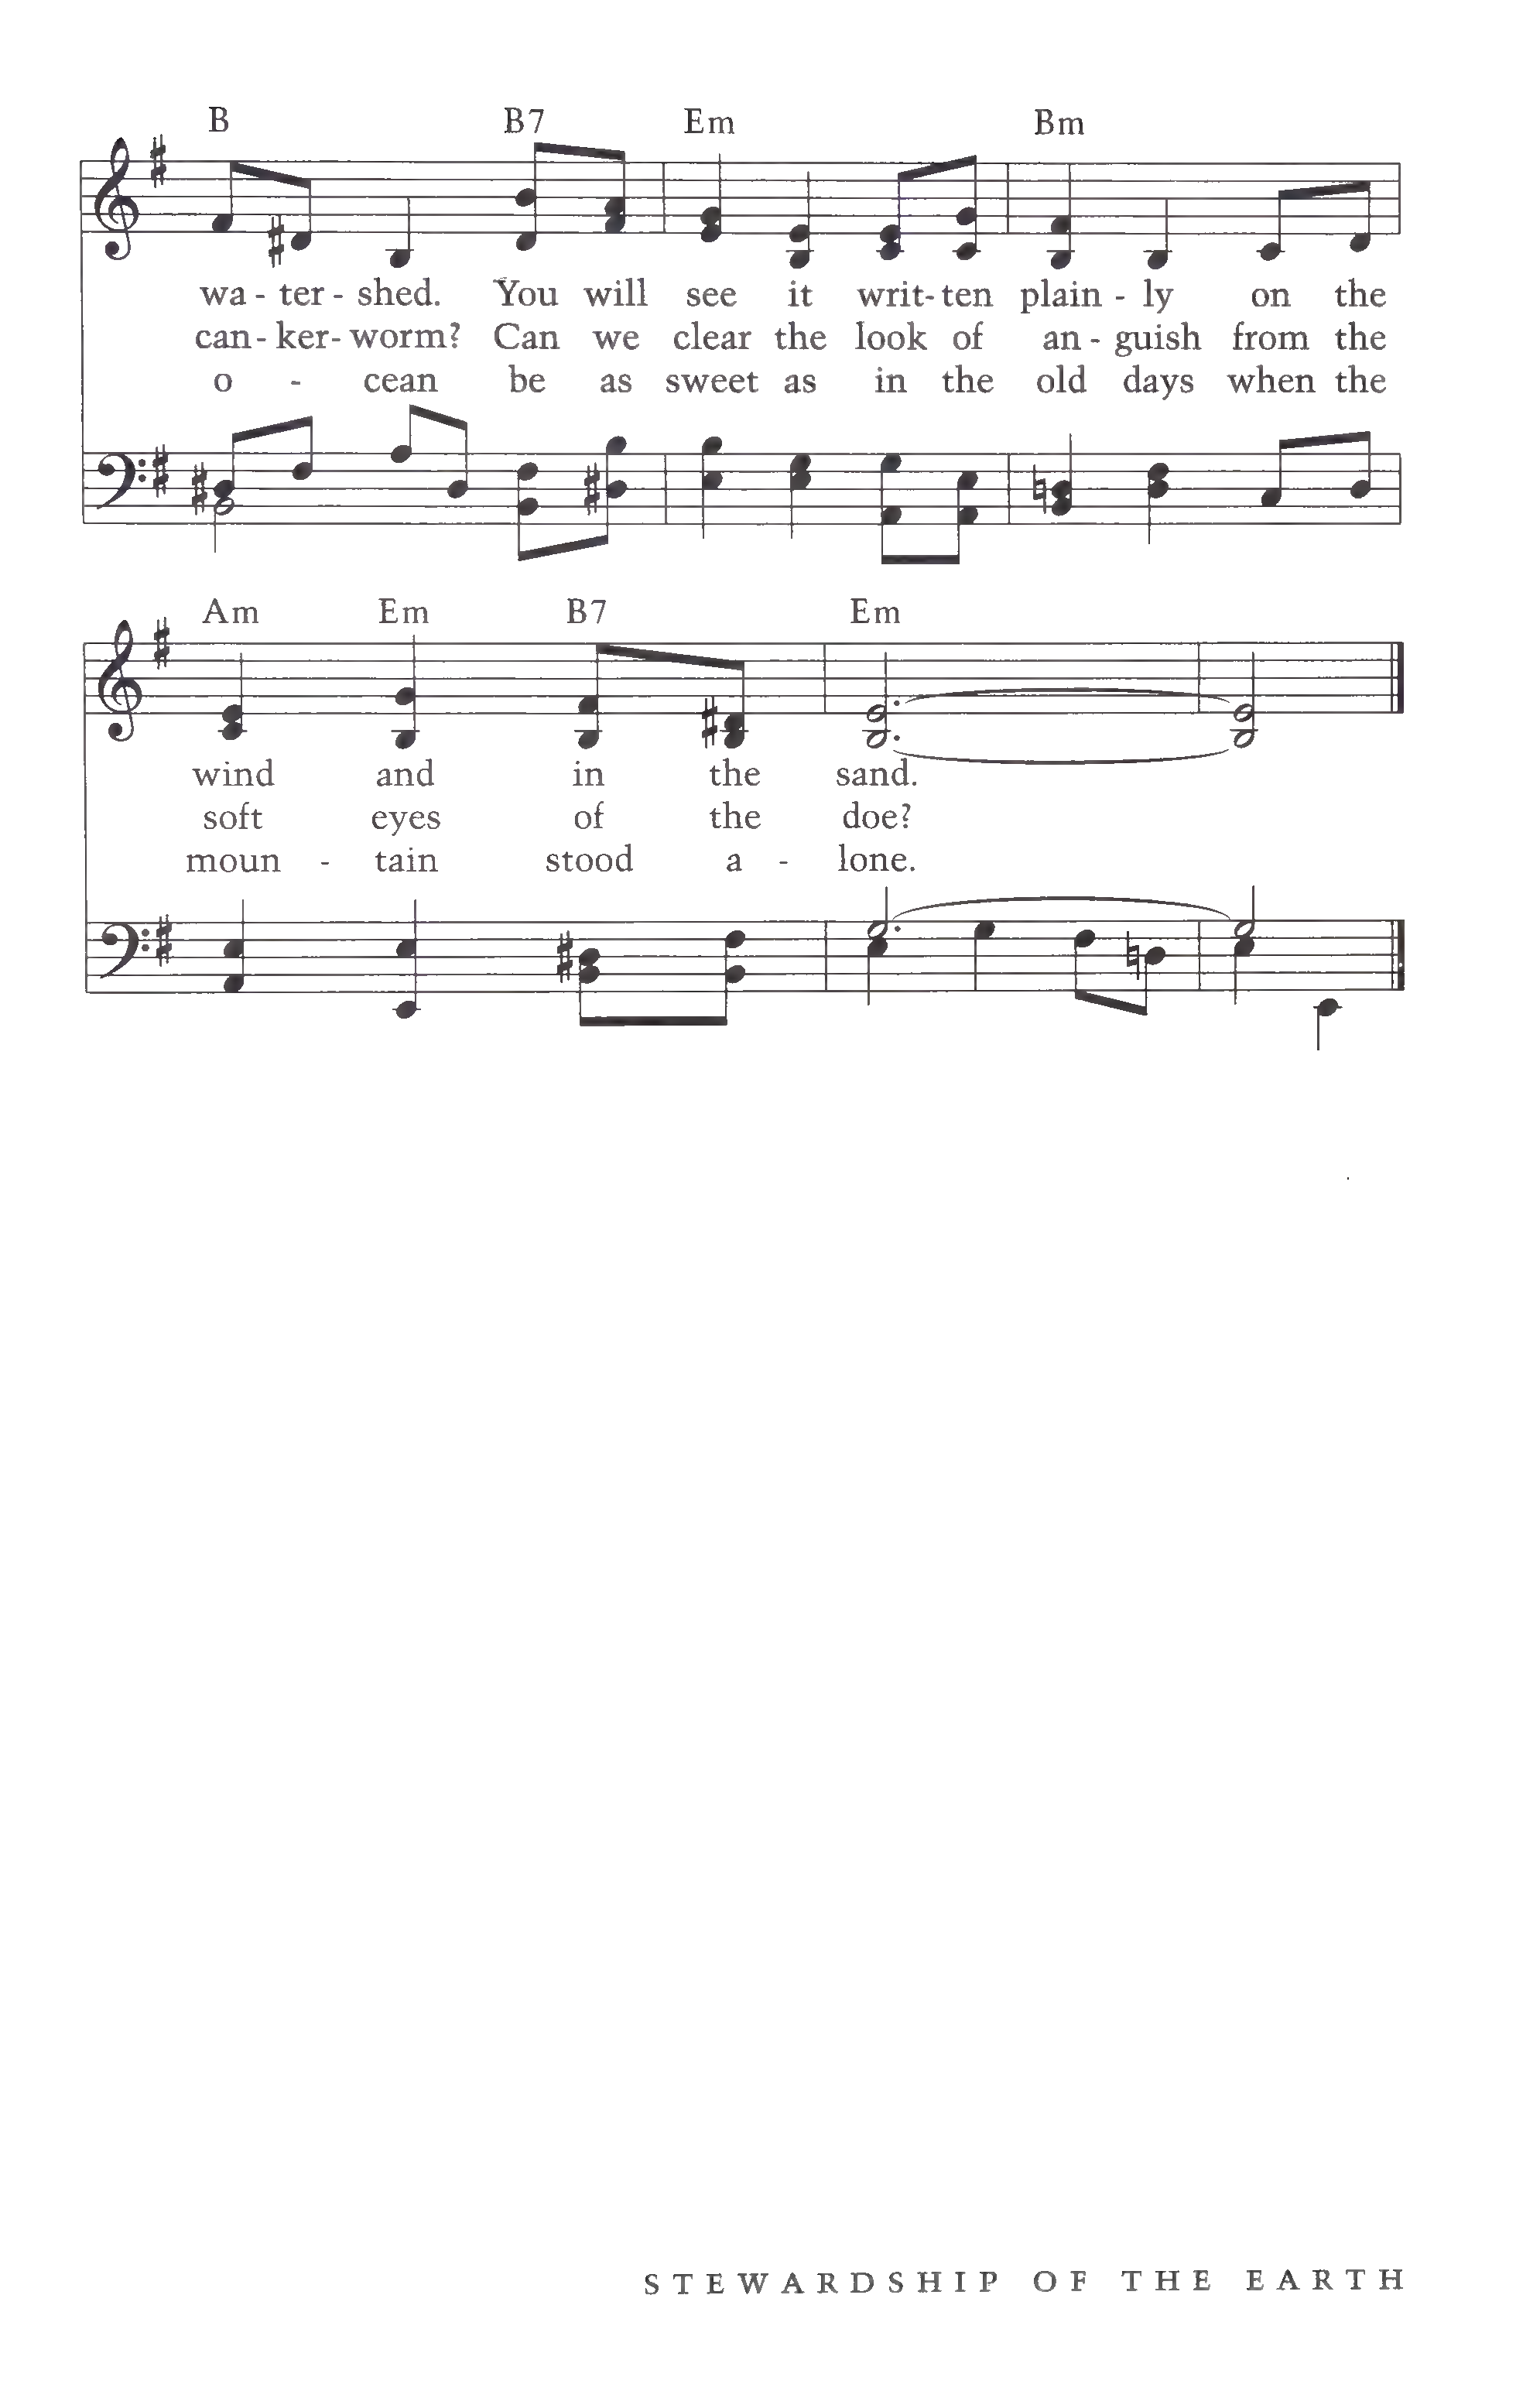 B B7 Em Bm
wa - ter - shed. You will see it writ- ten plain - ly on the
can- ker- worm? Can we clear the look of an - guish from the
o - cean be as sweet as in the old days when the
Am Em B7 Em
wind and in the sand.
soft eyes of the doe?
moun - tain stood a - lone.
STEWARDSHIP OF THE EARTH